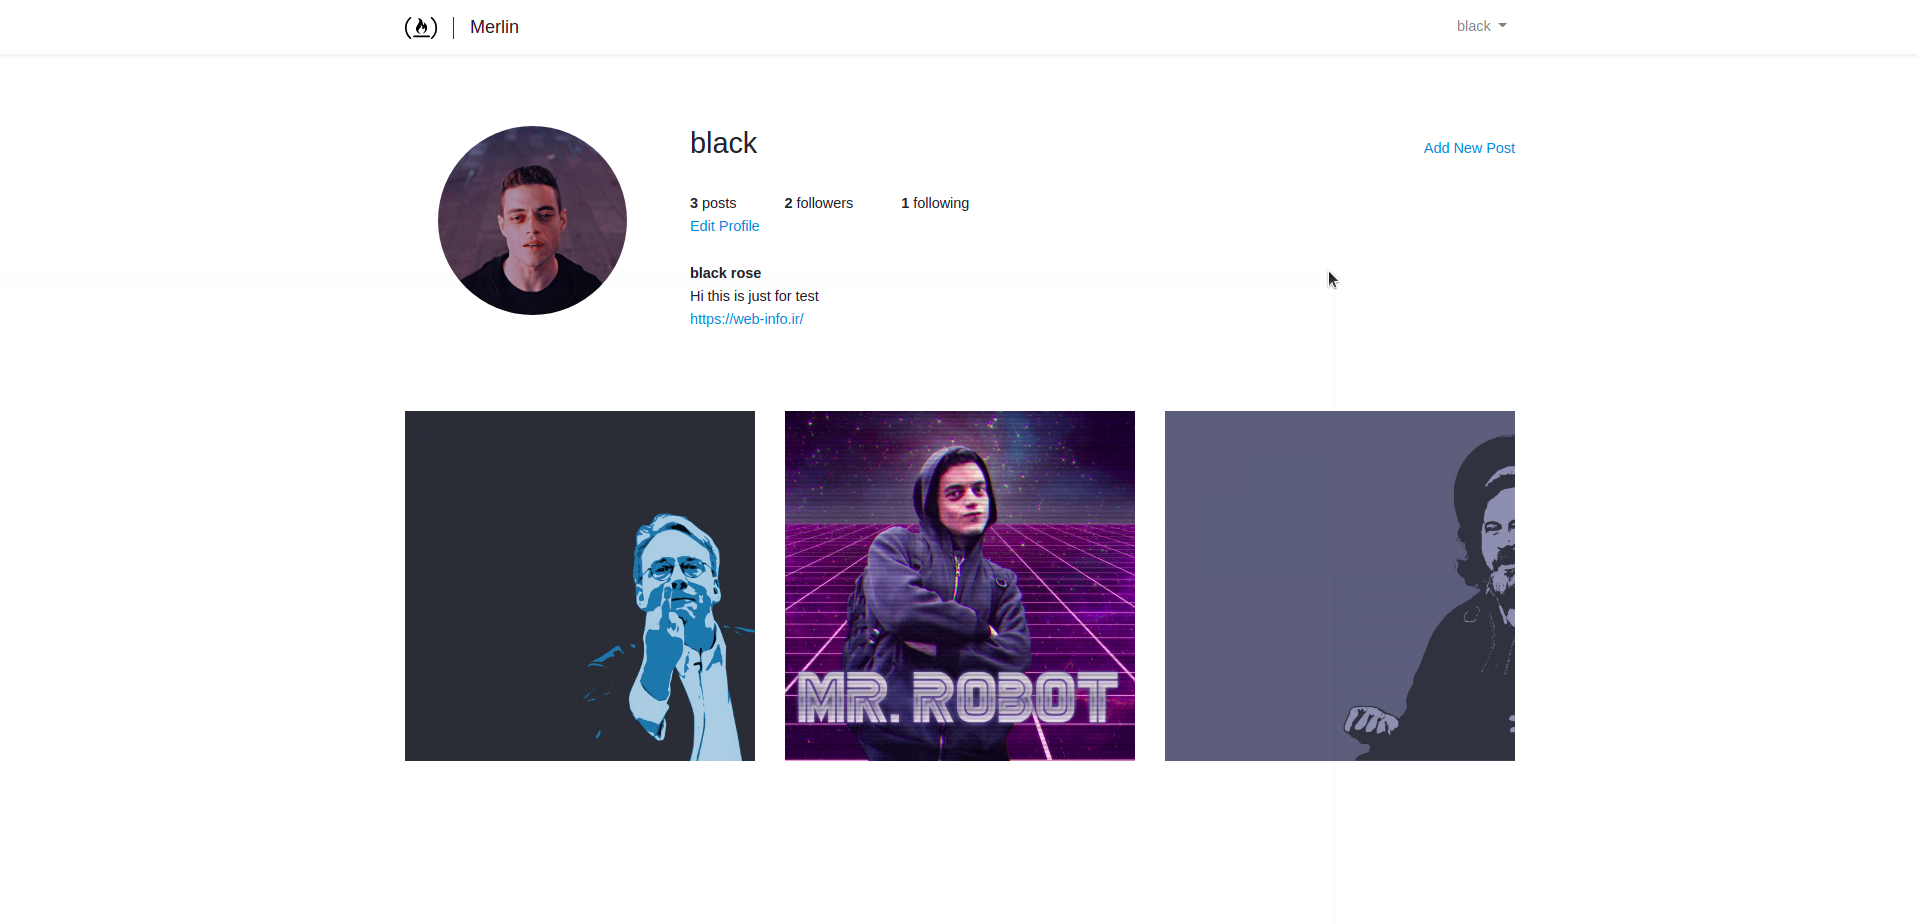 Merlin
black
black
Add New Post
3 posts 2 followers 1 following
Edit Profile
black rose
Hi this is just for test
https://web-info.ir/
MR. ROBOT